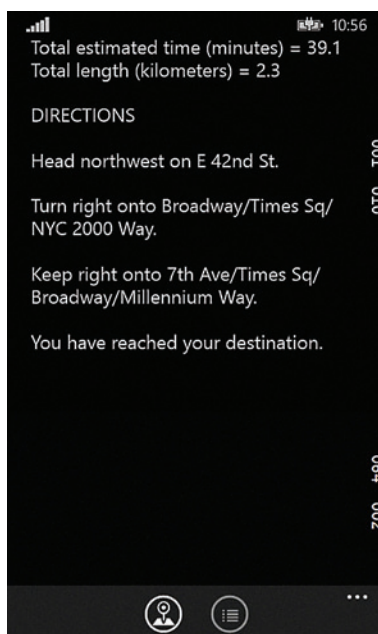 10:56
Total estimated time (minutes) = 39.1
Total length (kilometers) = 2.3
DIRECTIONS
Head northwest on E 42nd St.
Turn right onto Broadway/Times Sq/
NYC 2000 Way.
Keep right onto 7th Ave/Times Sq/
Broadway/Millennium Way.
You have reached your destination.
...